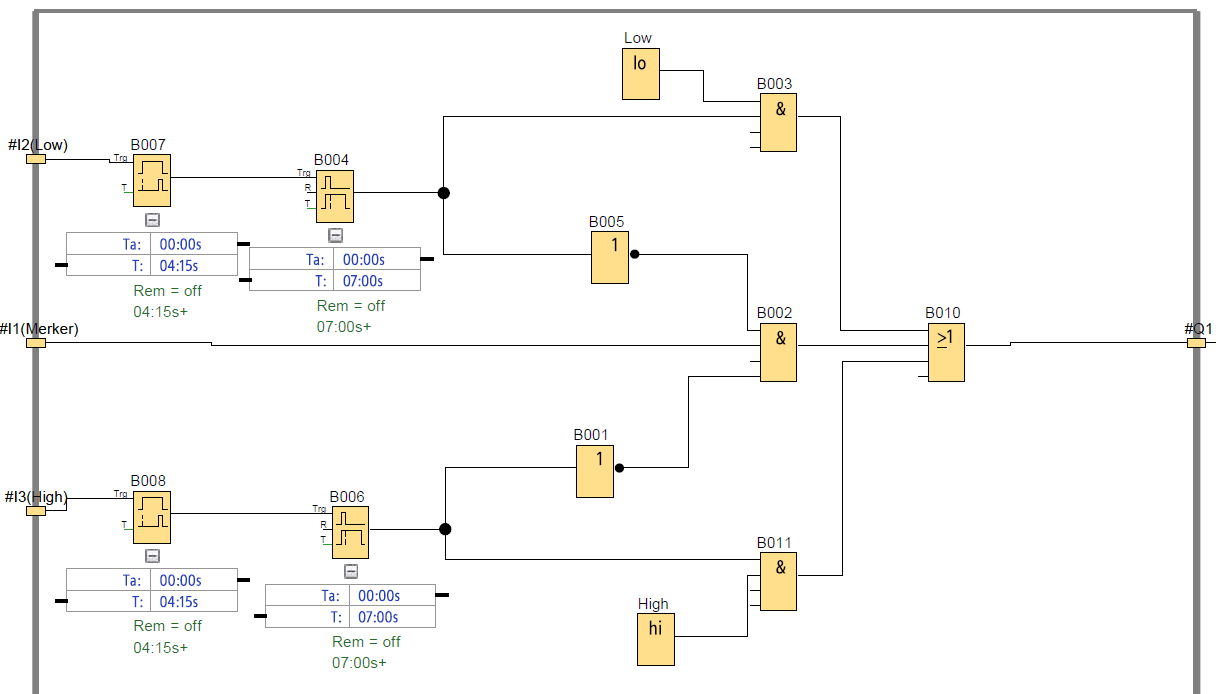 Low
lo
B003
&
#I2(Low)
B007
Trg
T
B004
Trg
R
T
B005
1
Ta: 00:00s
T: 04:15s
Rem = off
04:15s+
Ta: 00:00s
T: 07:00s
Rem = off
07:00s+
#I1(Merker)
B002
&
B010
>1
#Q1
B001
1
#I3(High)
B008
Trg
T
B006
Trg
R
T
B011
&
Ta: 00:00s
T: 04:15s
Rem = off
04:15s+
Ta: 00:00s
T: 07:00s
Rem = off
07:00s+
High
hi